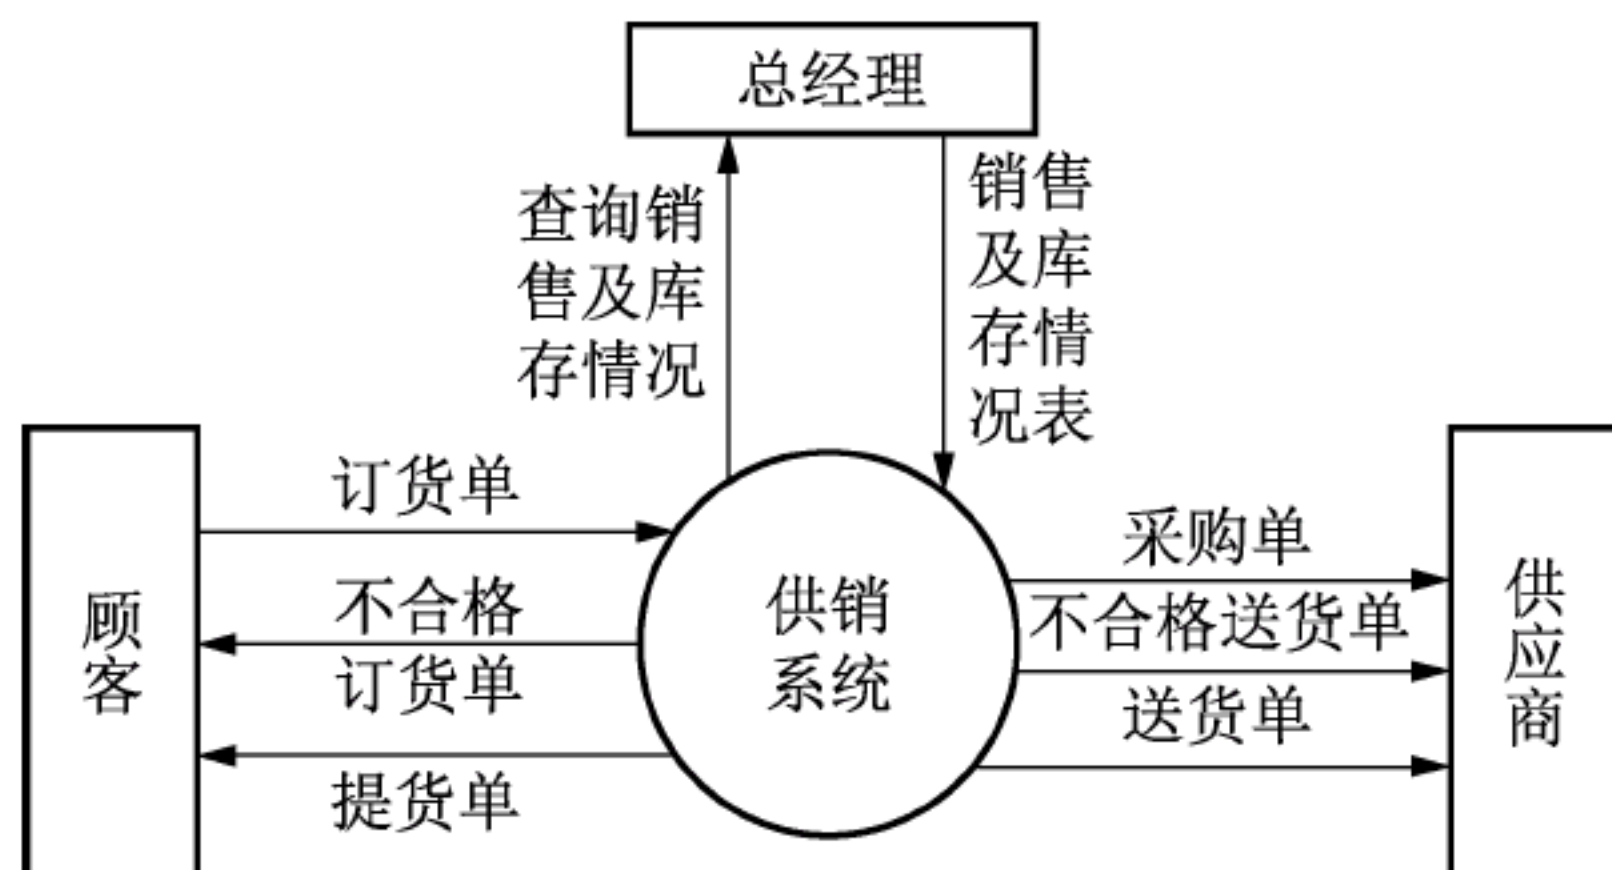 总经理
查询销
售及库
存情况
销售
及库
存情
况表
订货单
不合格
订货单
提货单
顾
客
供销
系统
采购单
不合格送货单
送货单
供
应
商